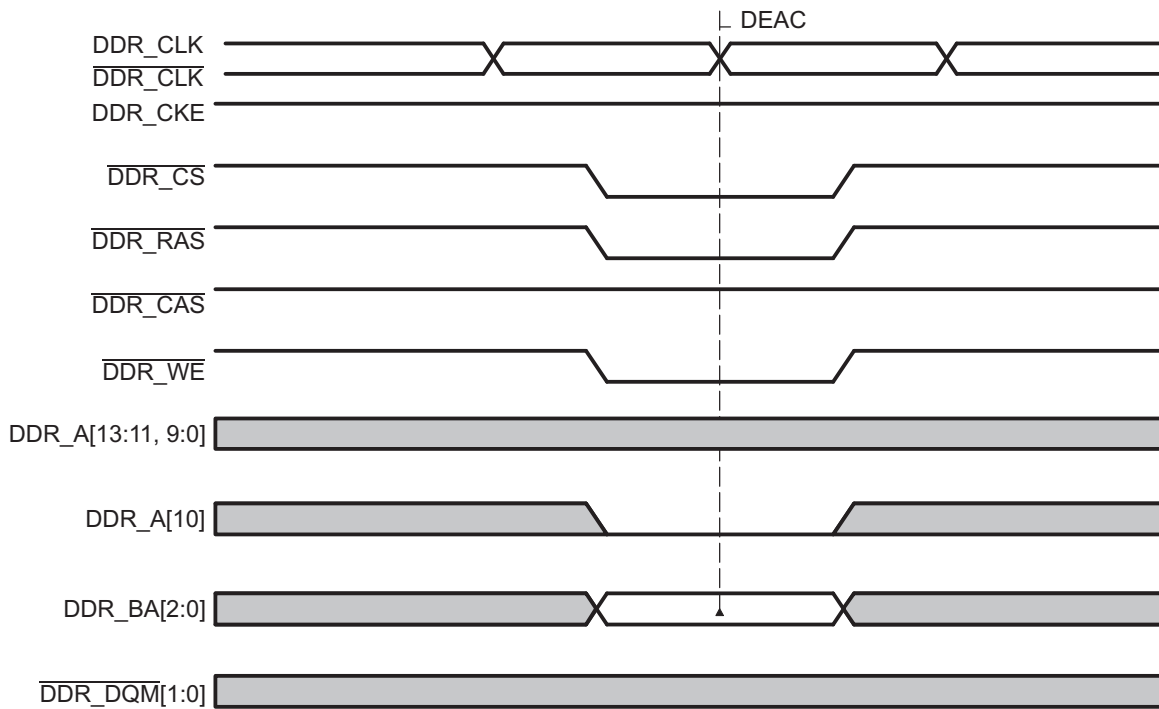 DEAC
DDR_CLK
DDR_CLK
DDR_CKE
DDR_CS
DDR_RAS
DDR_CAS
DDR_WE
DDR_A[13:11, 9:0]
DDR_A[10]
DDR_BA[2:0]
DDR_DQM[1:0]